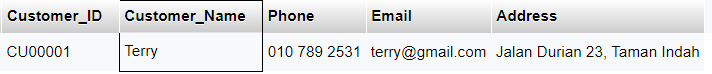 Customer_ID Customer_Name Phone Email Address
CU00001 Terry 010 789 2531 terry@gmail.com Jalan Durian 23, Taman Indah